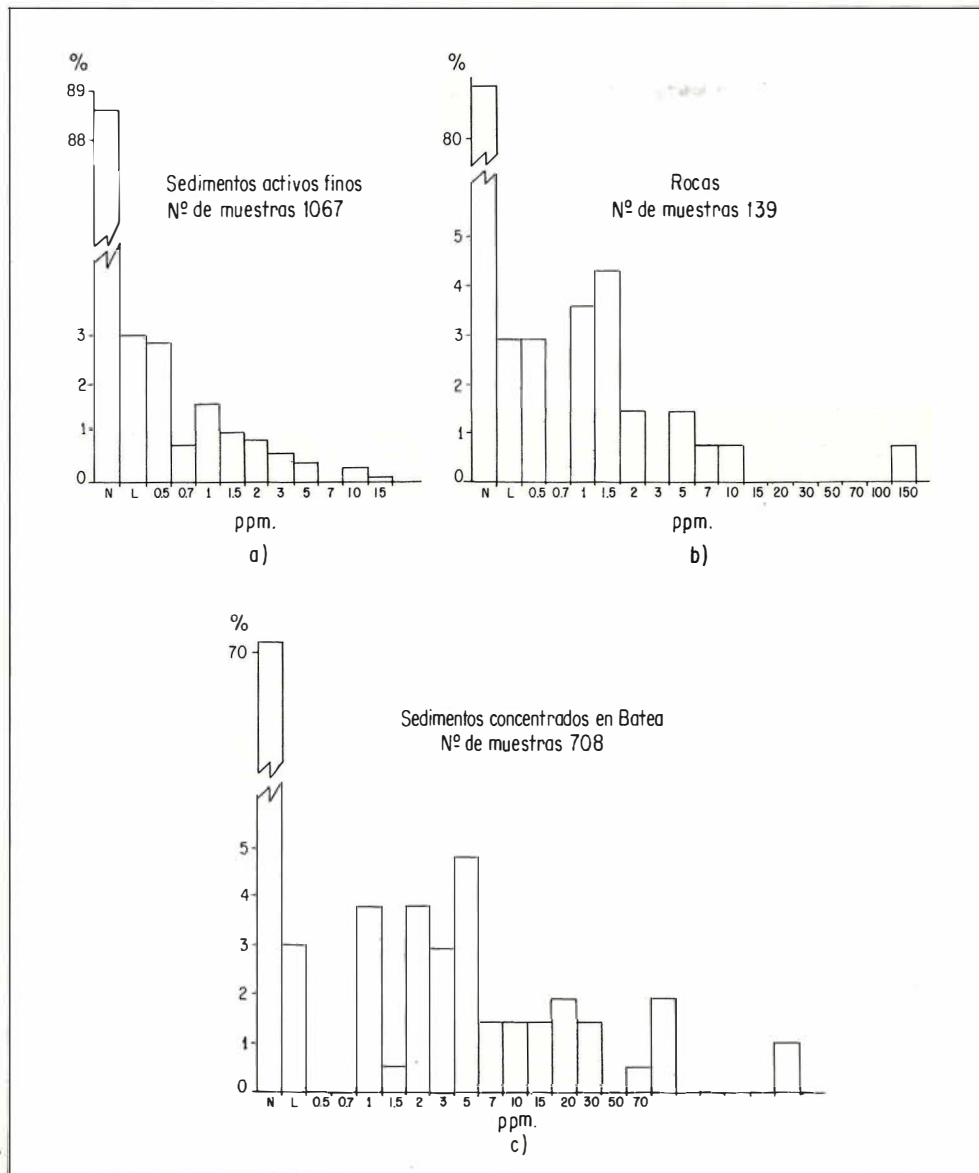 %
89
88
Sedimentos activos finos
Nº de muestras 1067
3
2
1
0
N L 0.5 0.7 1 1.5 2 3 5 7 10 15
ppm.
a)
%
80
Rocas
Nº de muestras 139
5
4
3
2
1
0
N L 0.5 0.7 1 1.5 2 3 5 7 10 15 20 30 50 70 100 150
ppm.
b)
%
70
Sedimentos concentrados en Batea
Nº de muestras 708
5
4
3
2
1
0
N L 0.5 0.7 1 1.5 2 3 5 7 10 15 20 30 50 70
ppm.
c)